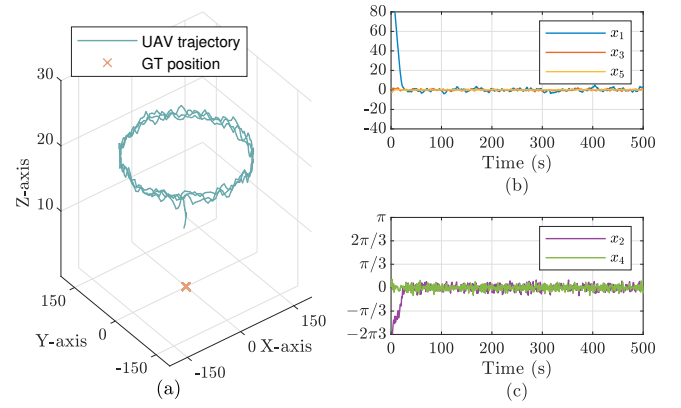 UAV trajectory
GT position
30
20
10
Z-axis
150
0
-150
Y-axis
-150
0
150
X-axis
(a)
80
60
40
20
0
-20
-40
x1
x3
x5
0
100
200
300
400
500
Time (s)
(b)
π
2π/3
π/3
0
−π/3
−2π3
x2
x4
0
100
200
300
400
500
Time (s)
(c)